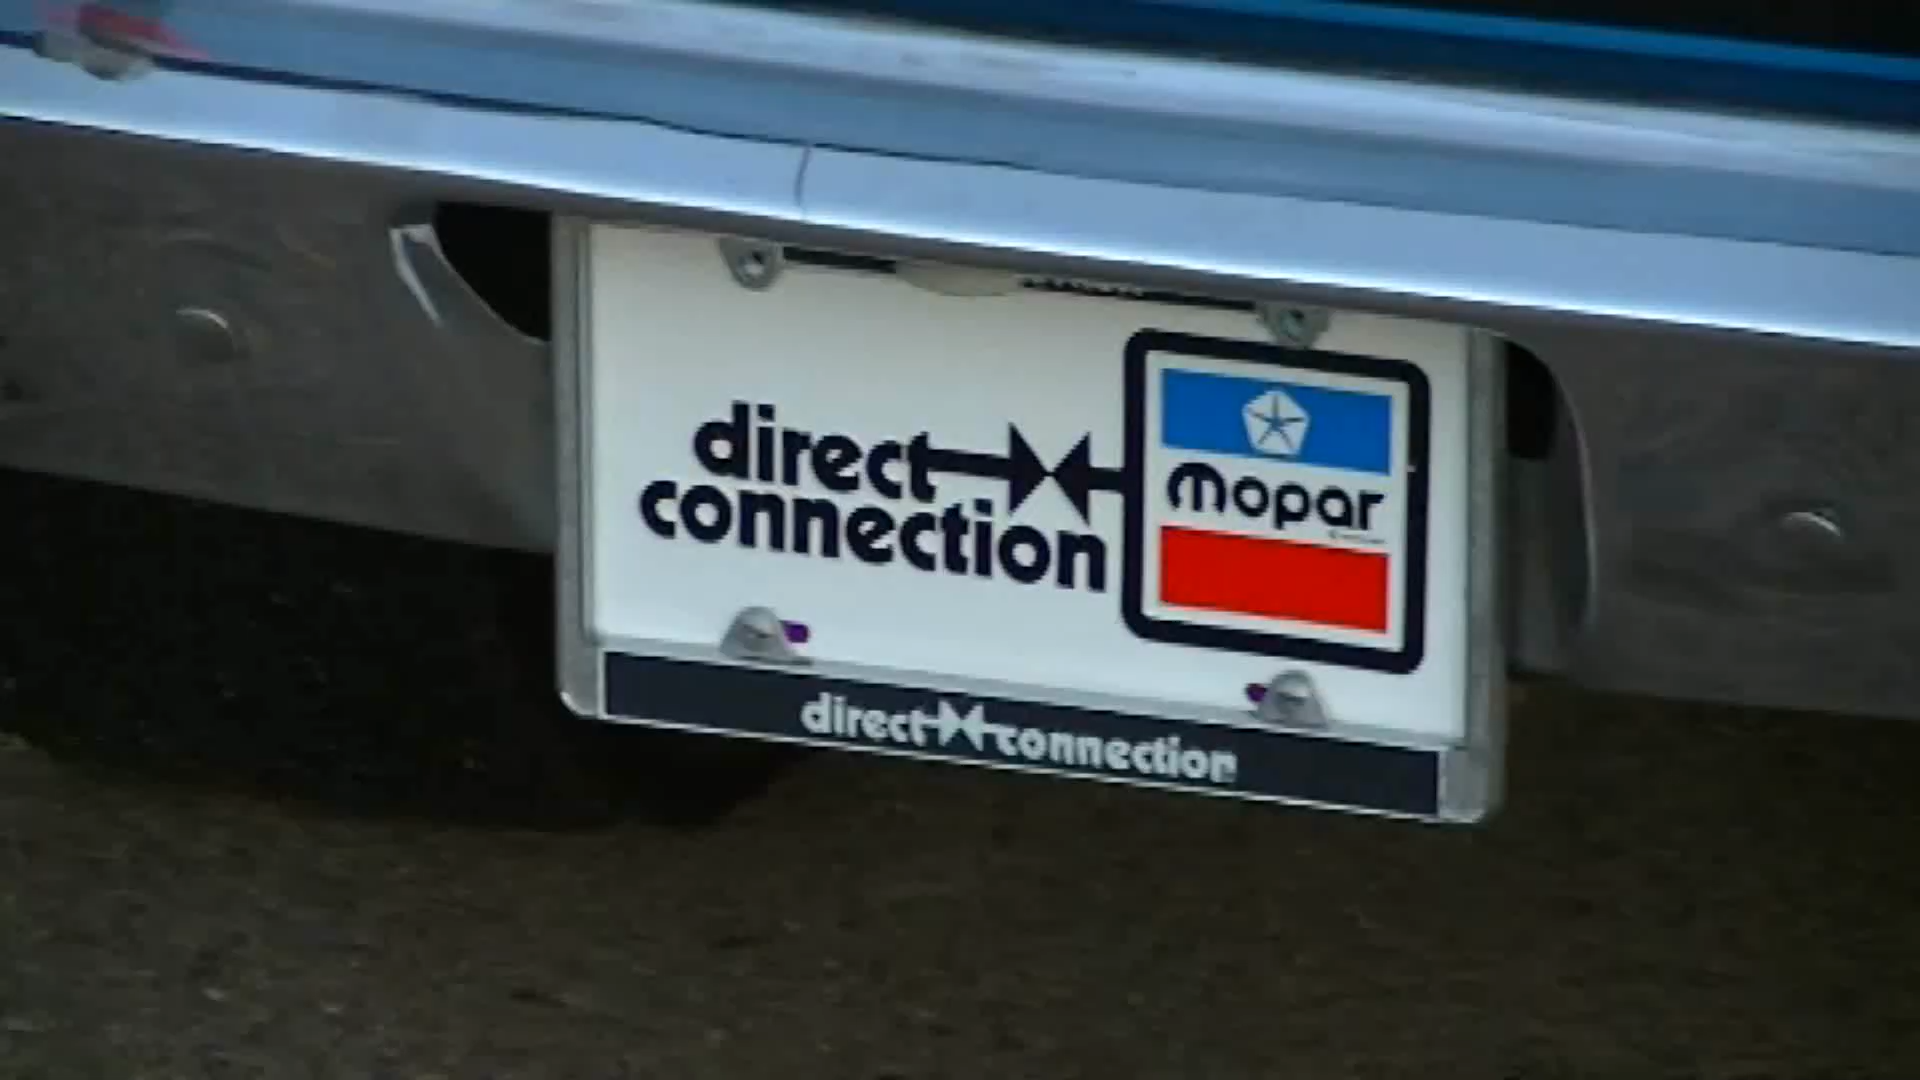 direct
connection
mopar
direct connection